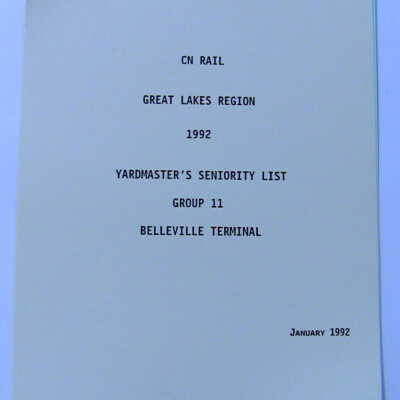 CN RAIL
GREAT LAKES REGION
1992
YARDMASTER'S SENIORITY LIST
GROUP 11
BELLEVILLE TERMINAL
JANUARY 1992